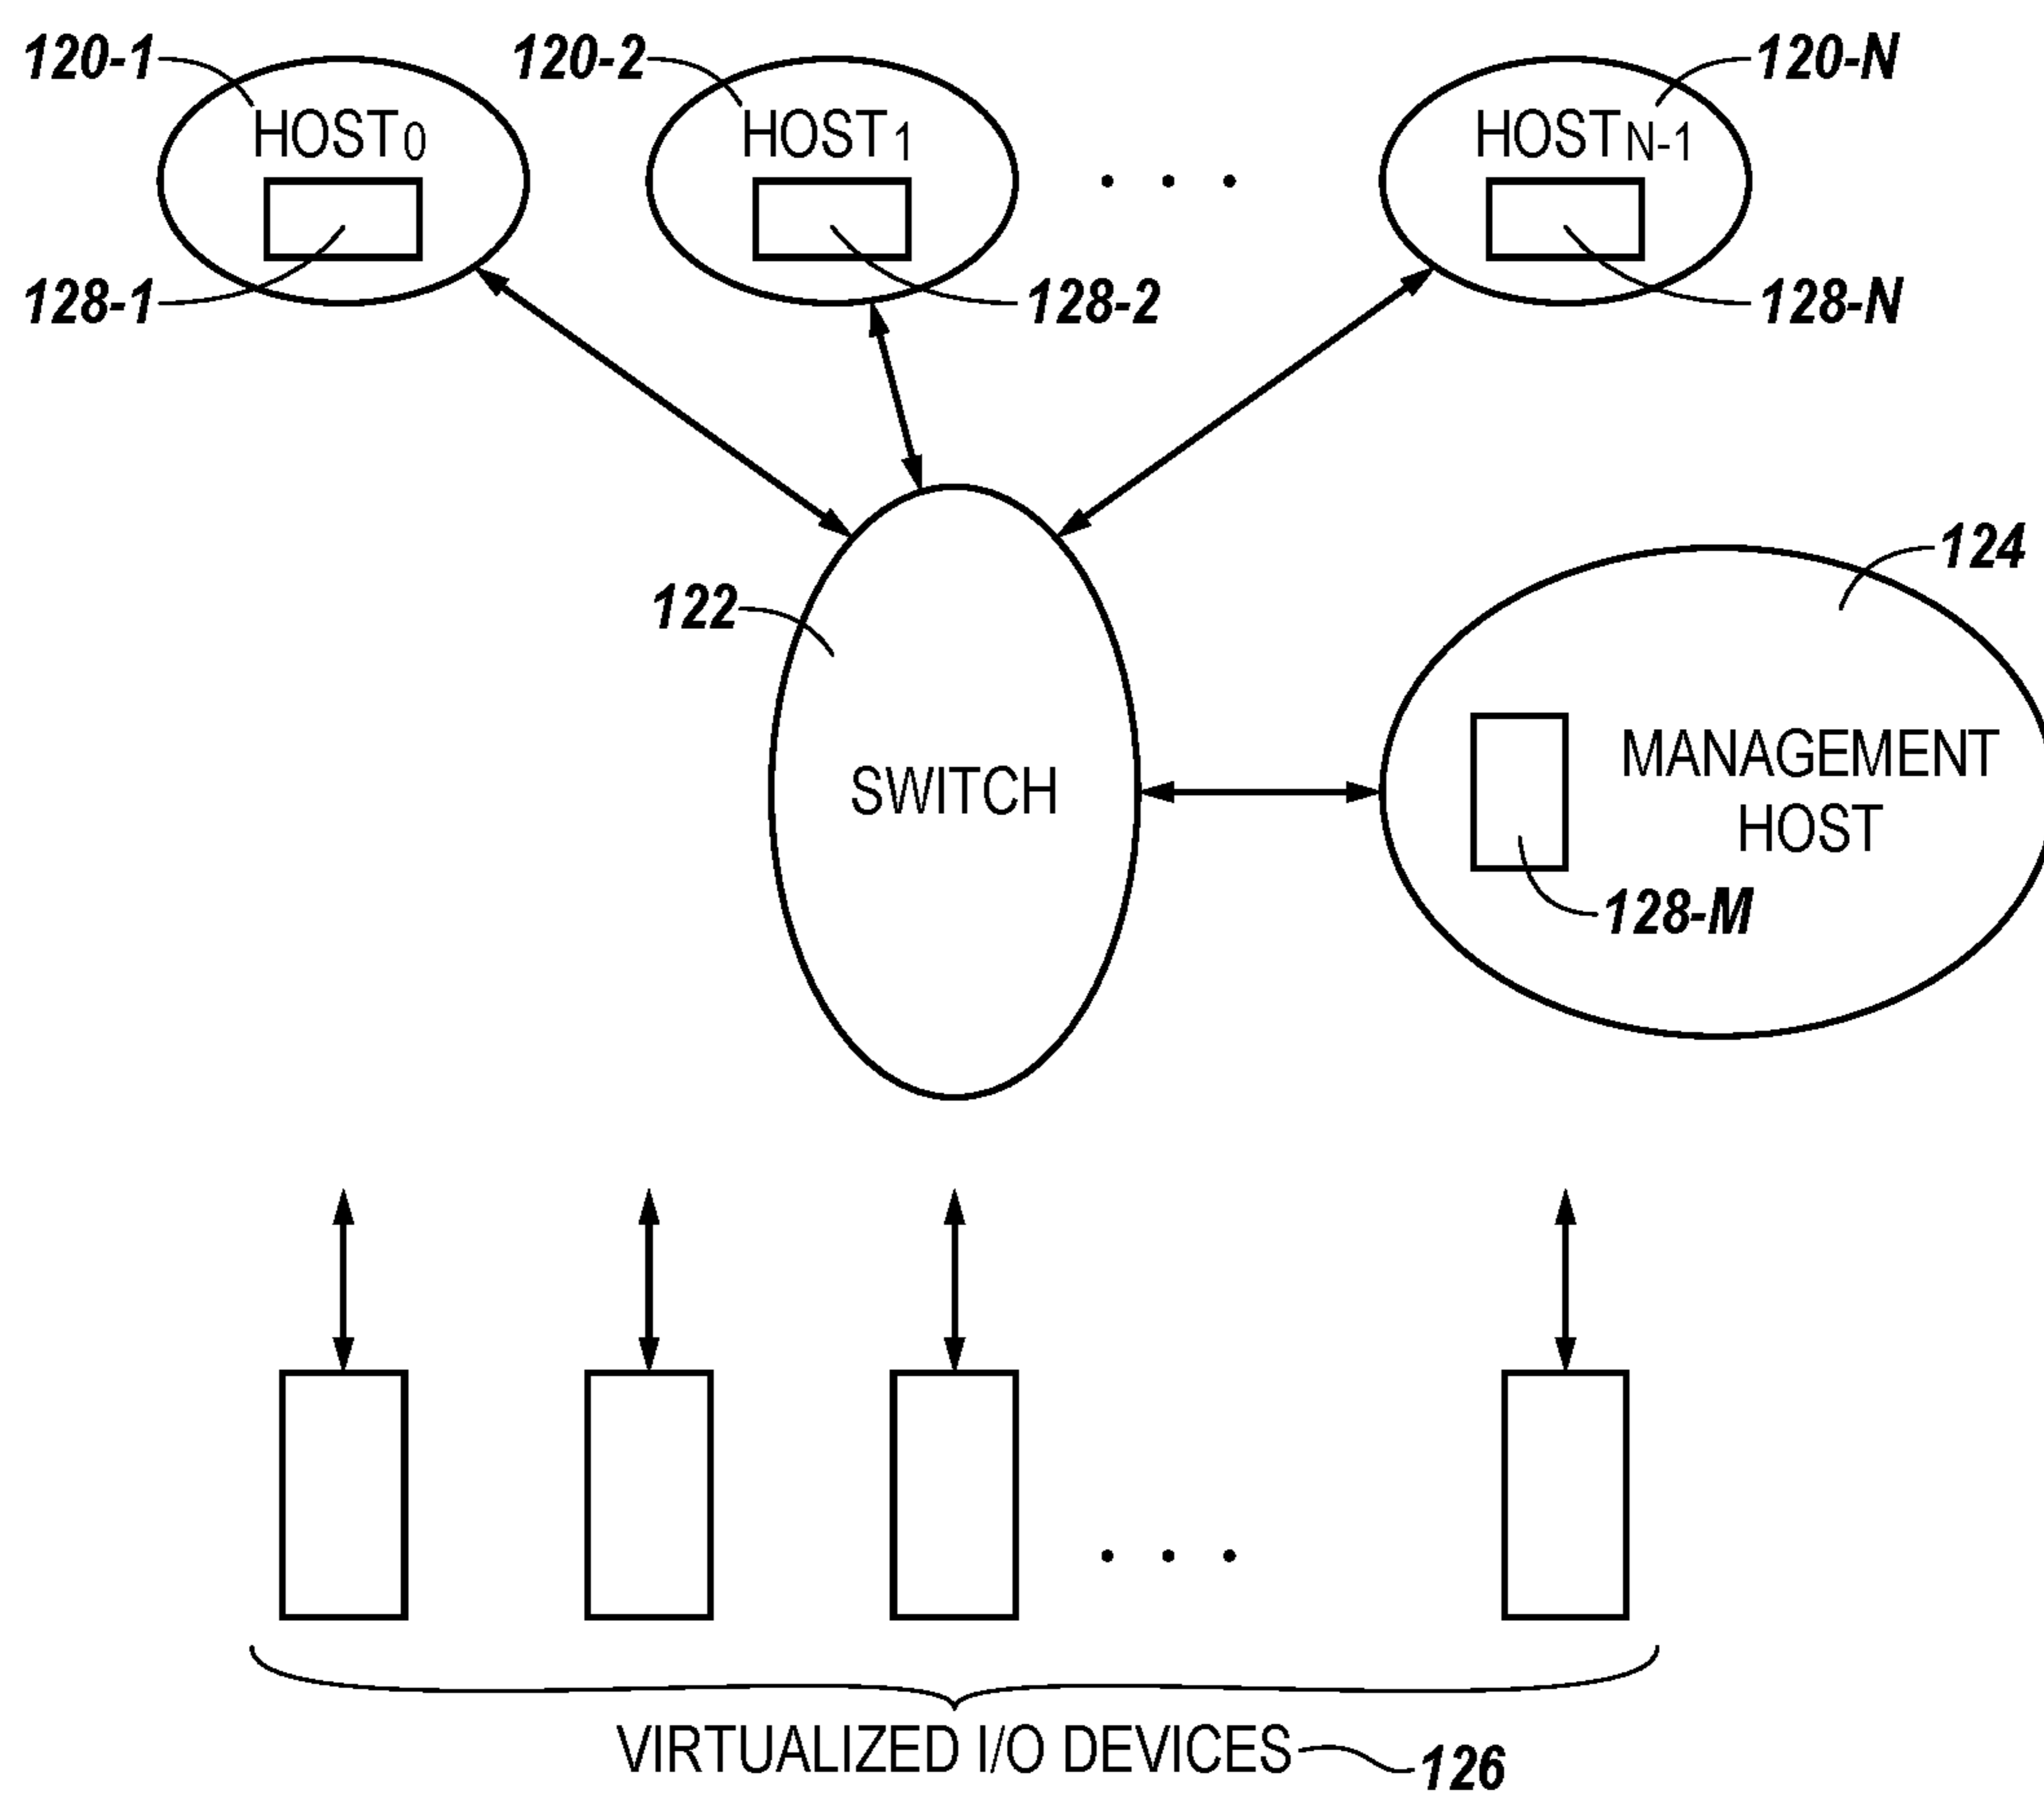 120-1
120-2
120-N
HOST0
HOST1
HOSTN-1
128-1
128-2
128-N
122
124
SWITCH
MANAGEMENT
HOST
128-M
VIRTUALIZED I/O DEVICES
126